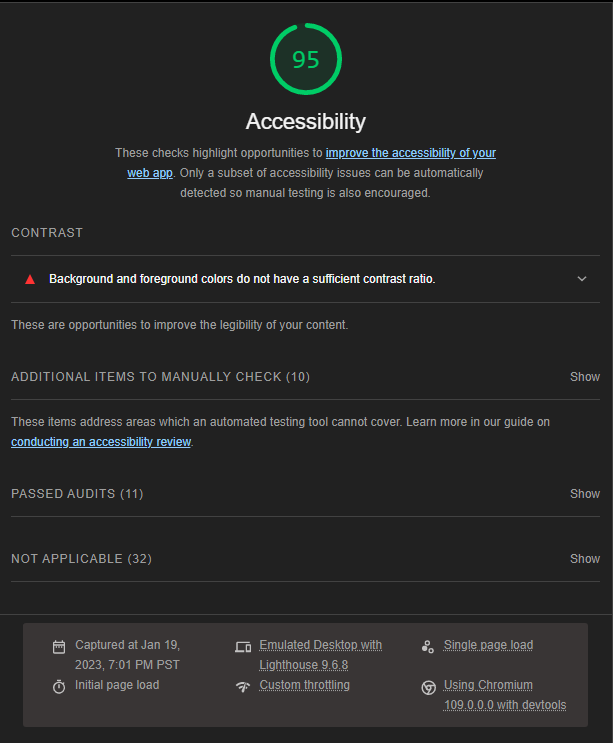 95
Accessibility
These checks highlight opportunities to improve the accessibility of your
web app. Only a subset of accessibility issues can be automatically
detected so manual testing is also encouraged.
CONTRAST
Background and foreground colors do not have a sufficient contrast ratio.
These are opportunities to improve the legibility of your content.
ADDITIONAL ITEMS TO MANUALLY CHECK (10) Show
These items address areas which an automated testing tool cannot cover. Learn more in our guide on
conducting an accessibility review.
PASSED AUDITS (11) Show
NOT APPLICABLE (32) Show
Captured at Jan 19,
2023, 7:01 PM PST
Emulated Desktop with
Lighthouse 9.6.8
Single page load
Initial page load
Custom throttling
Using Chromium
109.0.0.0 with devtools